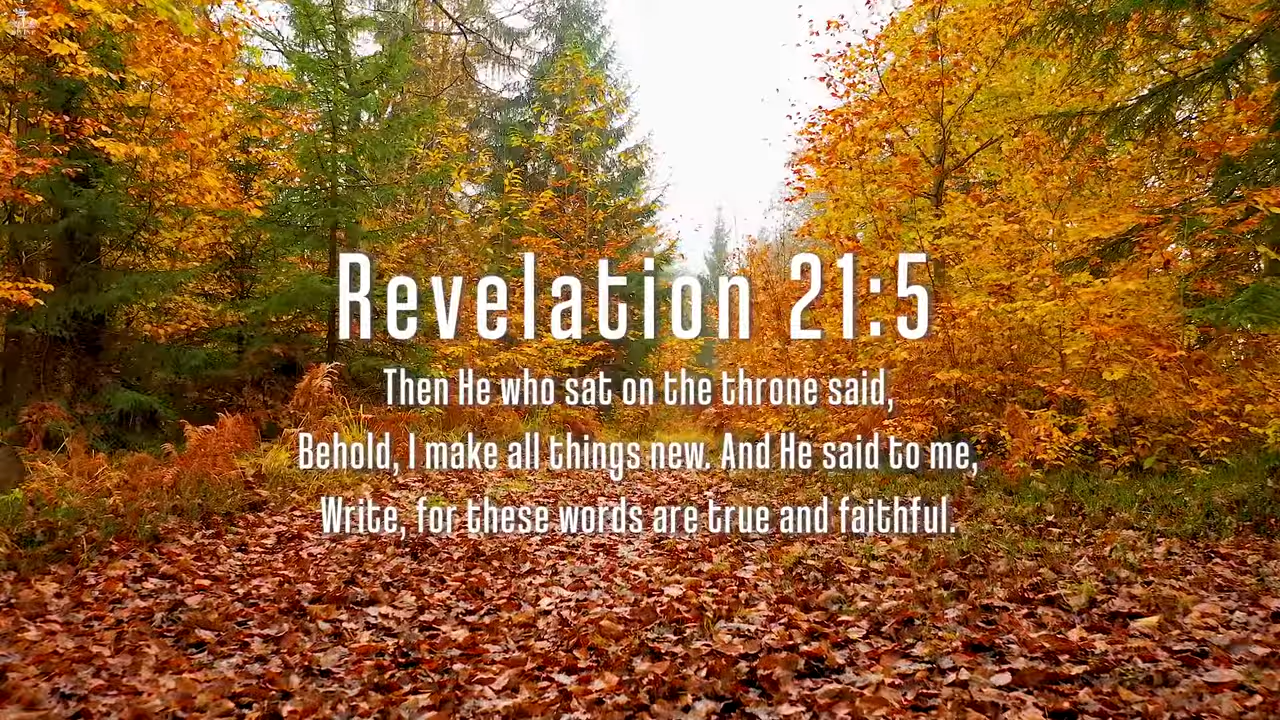 Revelation 21:5
Then He who sat on the throne said,
Behold, I make all things new. And He said to me,
Write, for these words are true and faithful.